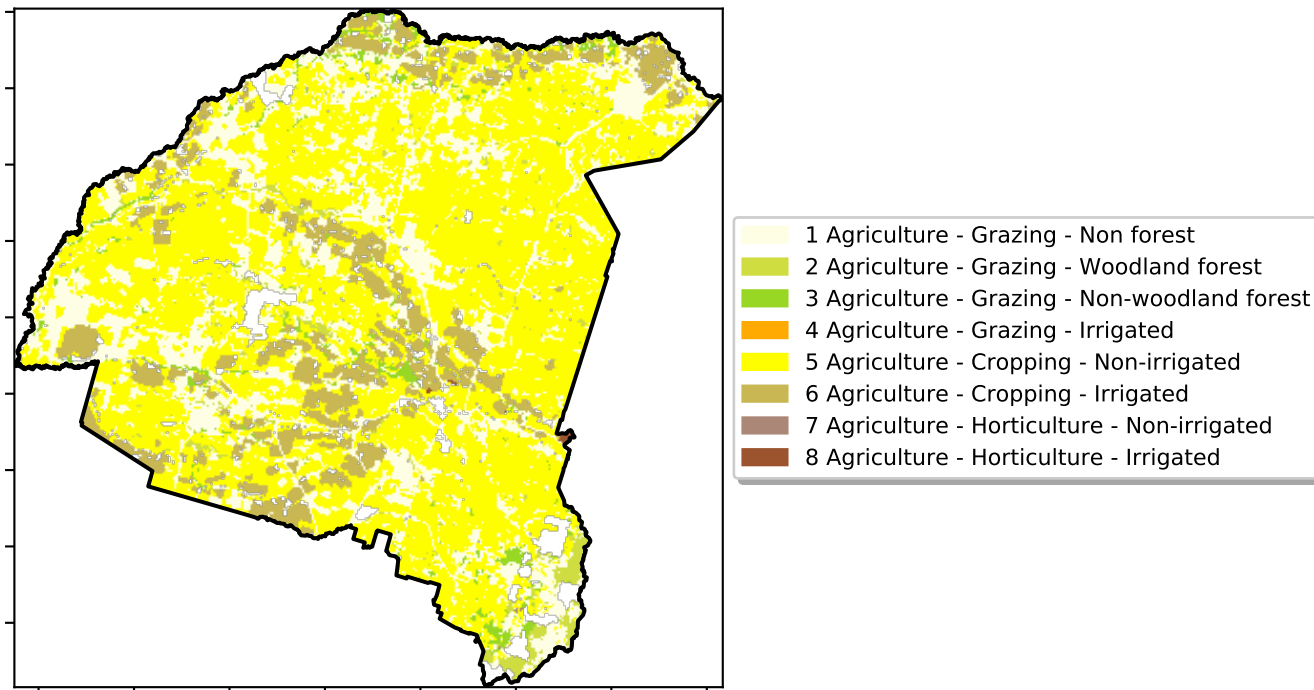 1 Agriculture - Grazing - Non forest
2 Agriculture - Grazing - Woodland forest
3 Agriculture - Grazing - Non-woodland forest
4 Agriculture - Grazing - Irrigated
5 Agriculture - Cropping - Non-irrigated
6 Agriculture - Cropping - Irrigated
7 Agriculture - Horticulture - Non-irrigated
8 Agriculture - Horticulture - Irrigated